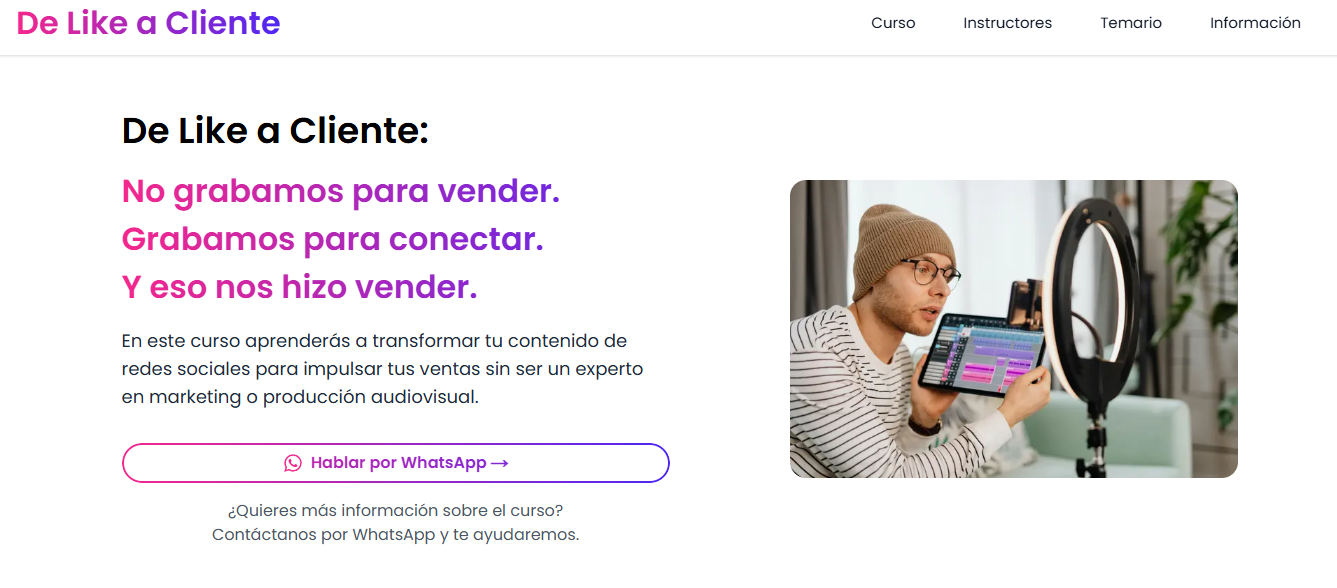 De Like a Cliente
Curso
Instructores
Temario
Información
De Like a Cliente:
No grabamos para vender.
Grabamos para conectar.
Y eso nos hizo vender.
En este curso aprenderás a transformar tu contenido de
redes sociales para impulsar tus ventas sin ser un experto
en marketing o producción audiovisual.
Hablar por WhatsApp →
¿Quieres más información sobre el curso?
Contáctanos por WhatsApp y te ayudaremos.